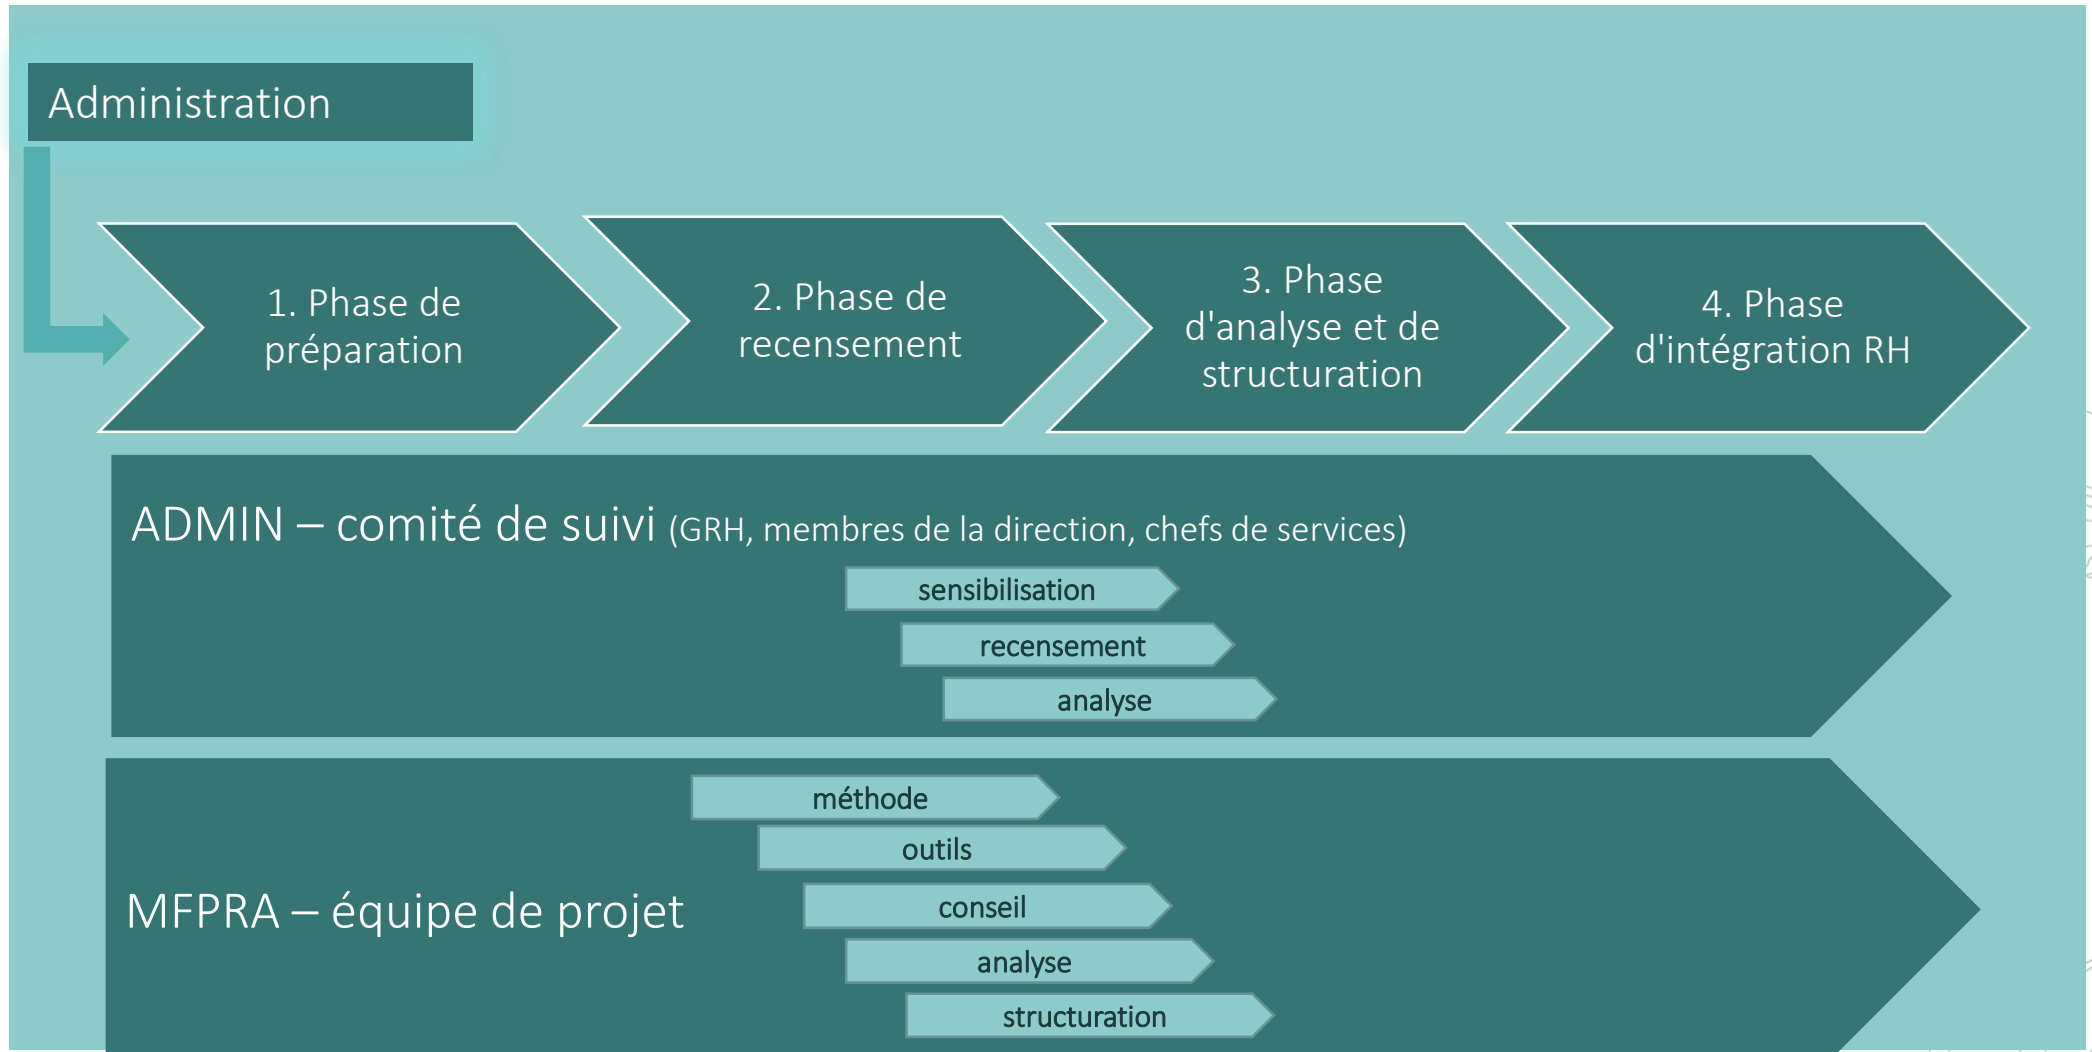 Administration
1. Phase de
préparation
2. Phase de
recensement
3. Phase
d'analyse et de
structuration
4. Phase
d'intégration RH
ADMIN – comité de suivi (GRH, membres de la direction, chefs de services)
sensibilisation
recensement
analyse
MFPRA – équipe de projet
méthode
outils
conseil
analyse
structuration